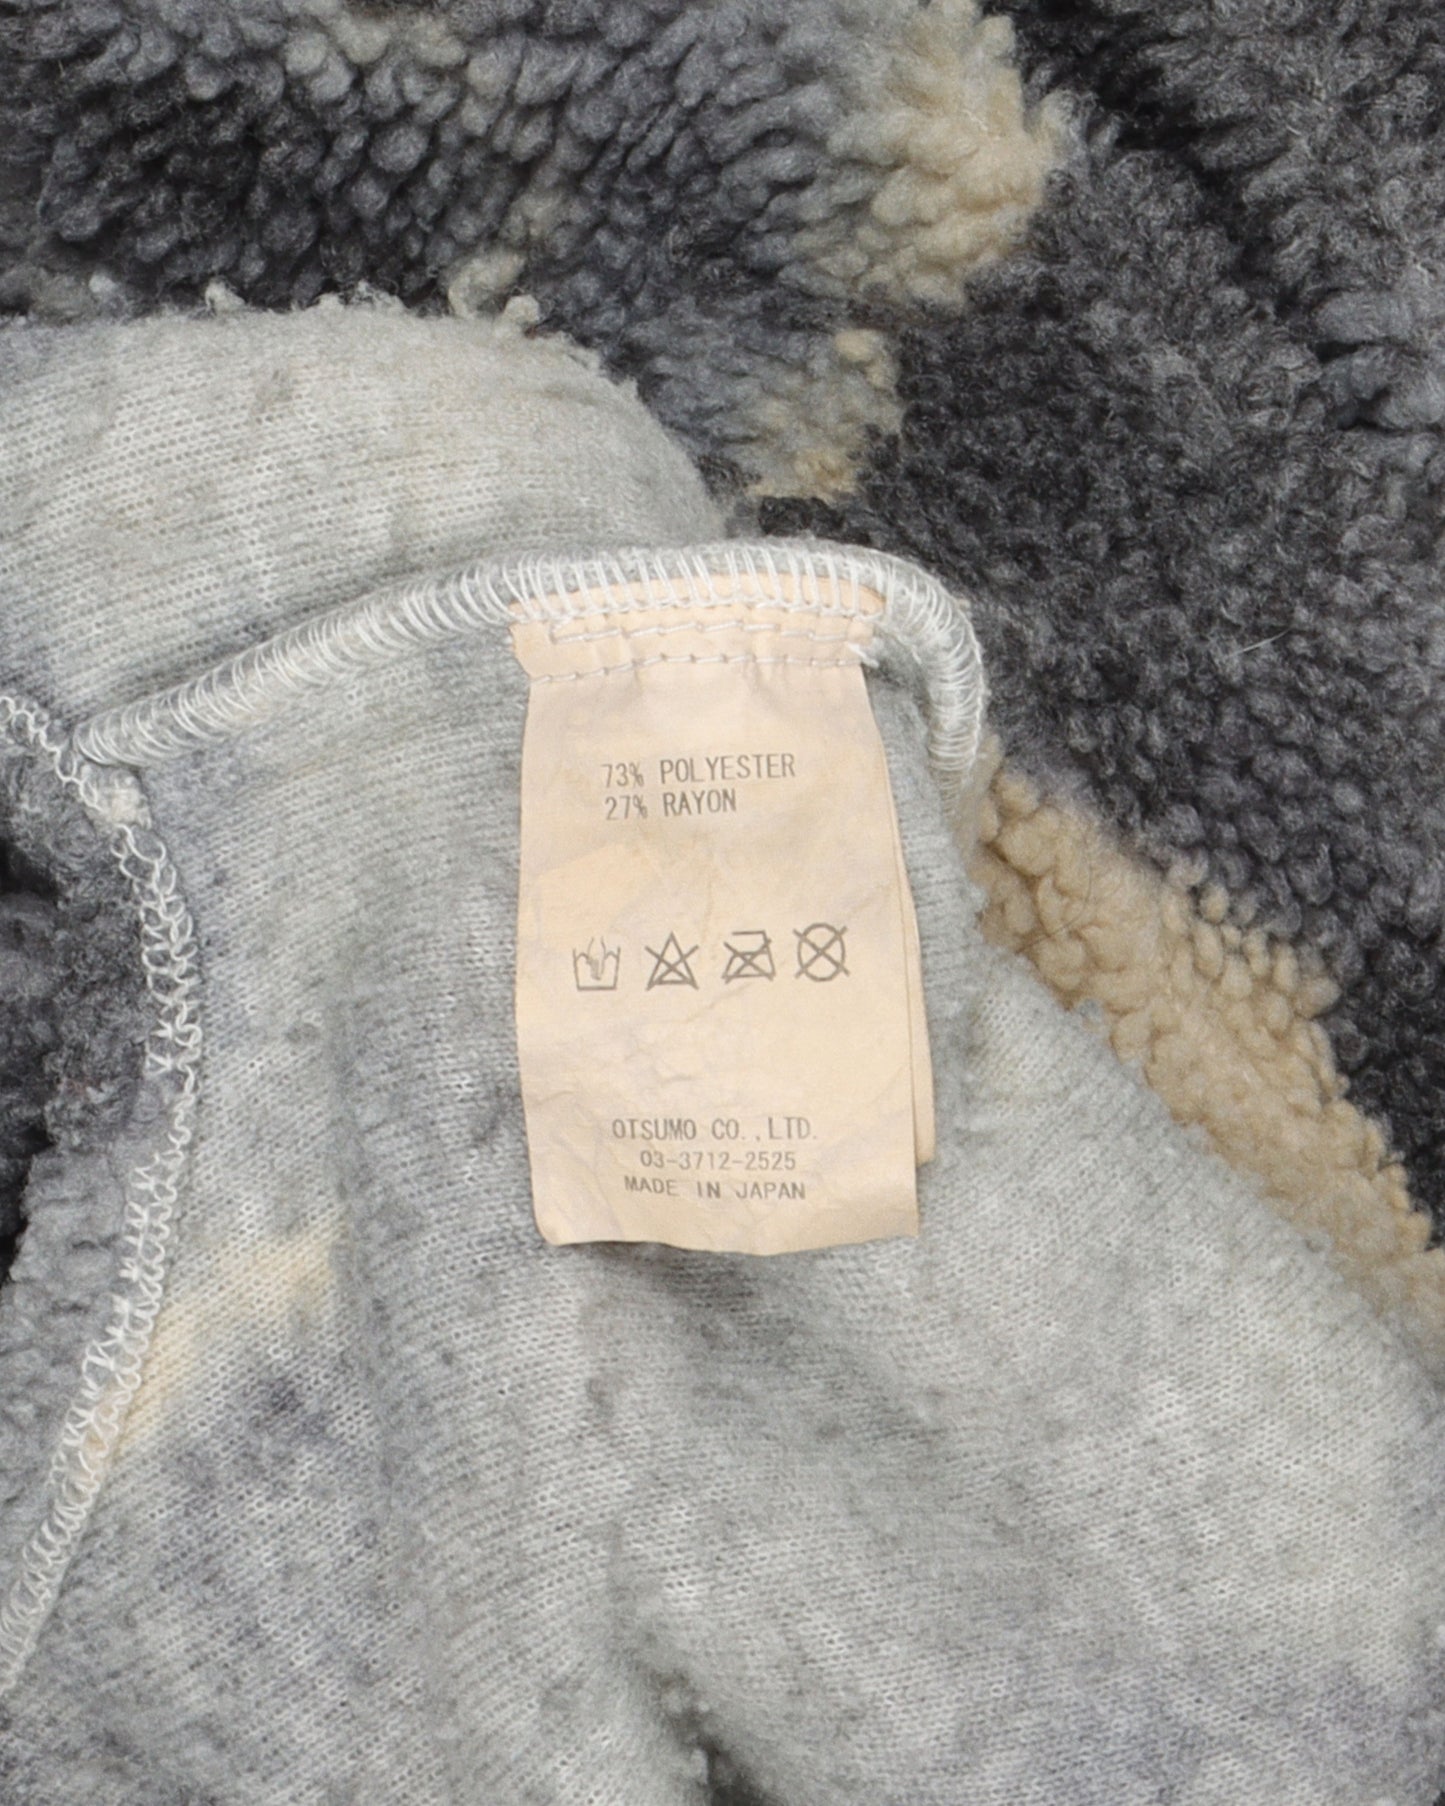 73% POLYESTER
27% RAYON
OTSUMO CO.,LTD.
03-3712-2525
MADE IN JAPAN